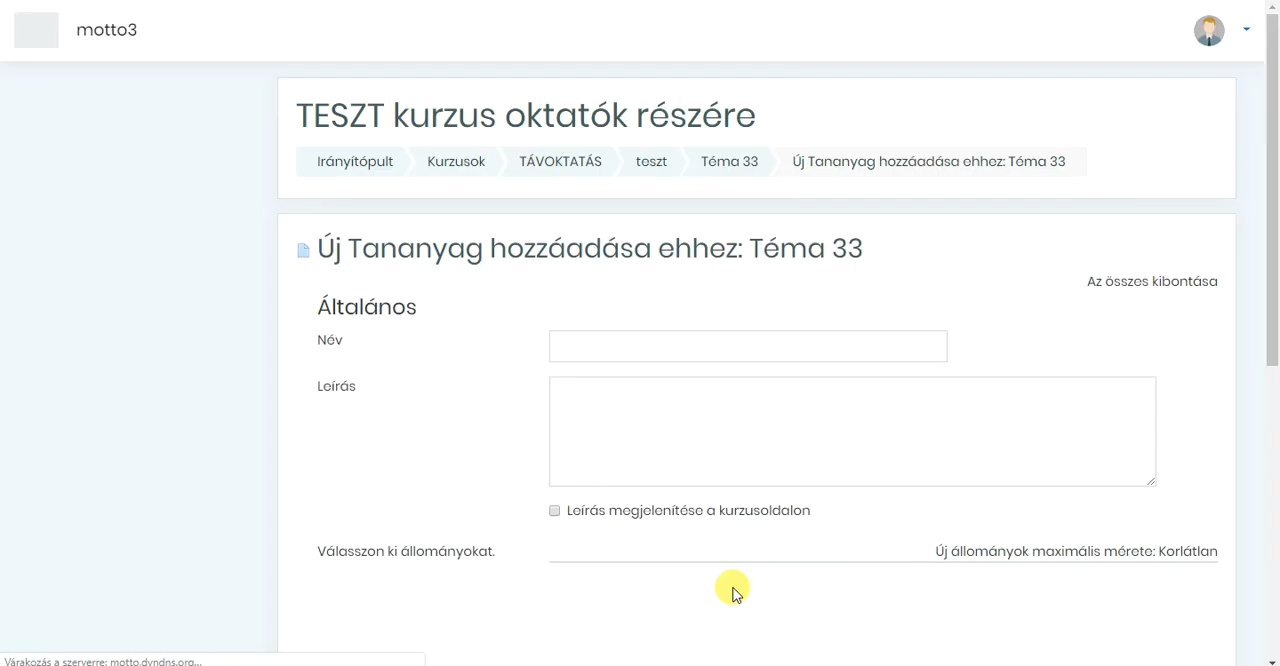 motto3
TESZT kurzus oktatók részére
Irányítópult Kurzusok TÁVOKTATÁS teszt Téma 33 Új Tananyag hozzáadása ehhez: Téma 33
Új Tananyag hozzáadása ehhez: Téma 33
Az összes kibontása
Általános
Név
Leírás
Leírás megjelenítése a kurzusoldalon
Válasszon ki állományokat.
Új állományok maximális mérete: Korlátlan
Várakozás a szerverre: motto.dyndns.org...